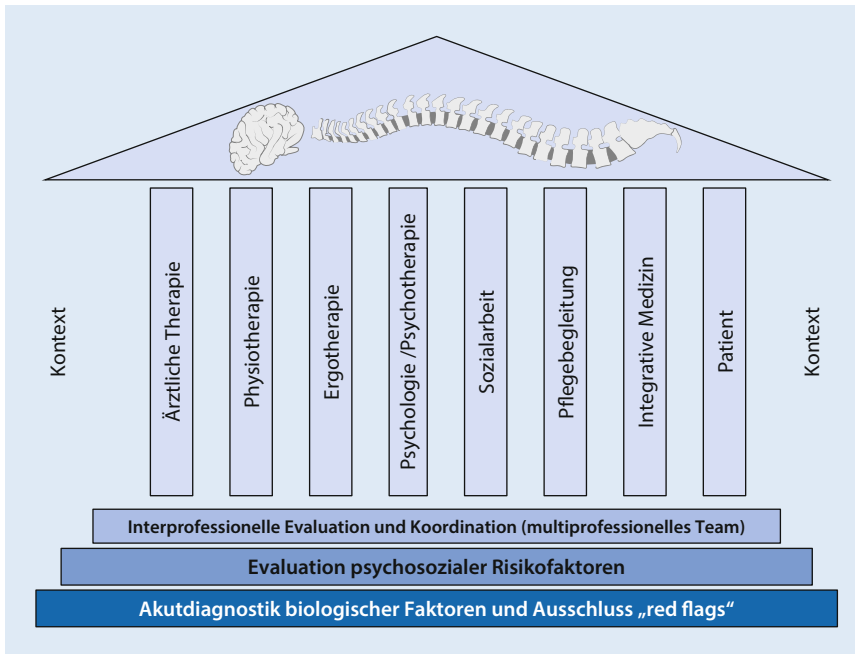 Kontext
Ärztliche Therapie
Physiotherapie
Ergotherapie
Psychologie /Psychotherapie
Sozialarbeit
Pflegebegleitung
Integrative Medizin
Patient
Kontext
Interprofessionelle Evaluation und Koordination (multiprofessionelles Team)
Evaluation psychosozialer Risikofaktoren
Akutdiagnostik biologischer Faktoren und Ausschluss „red flags“